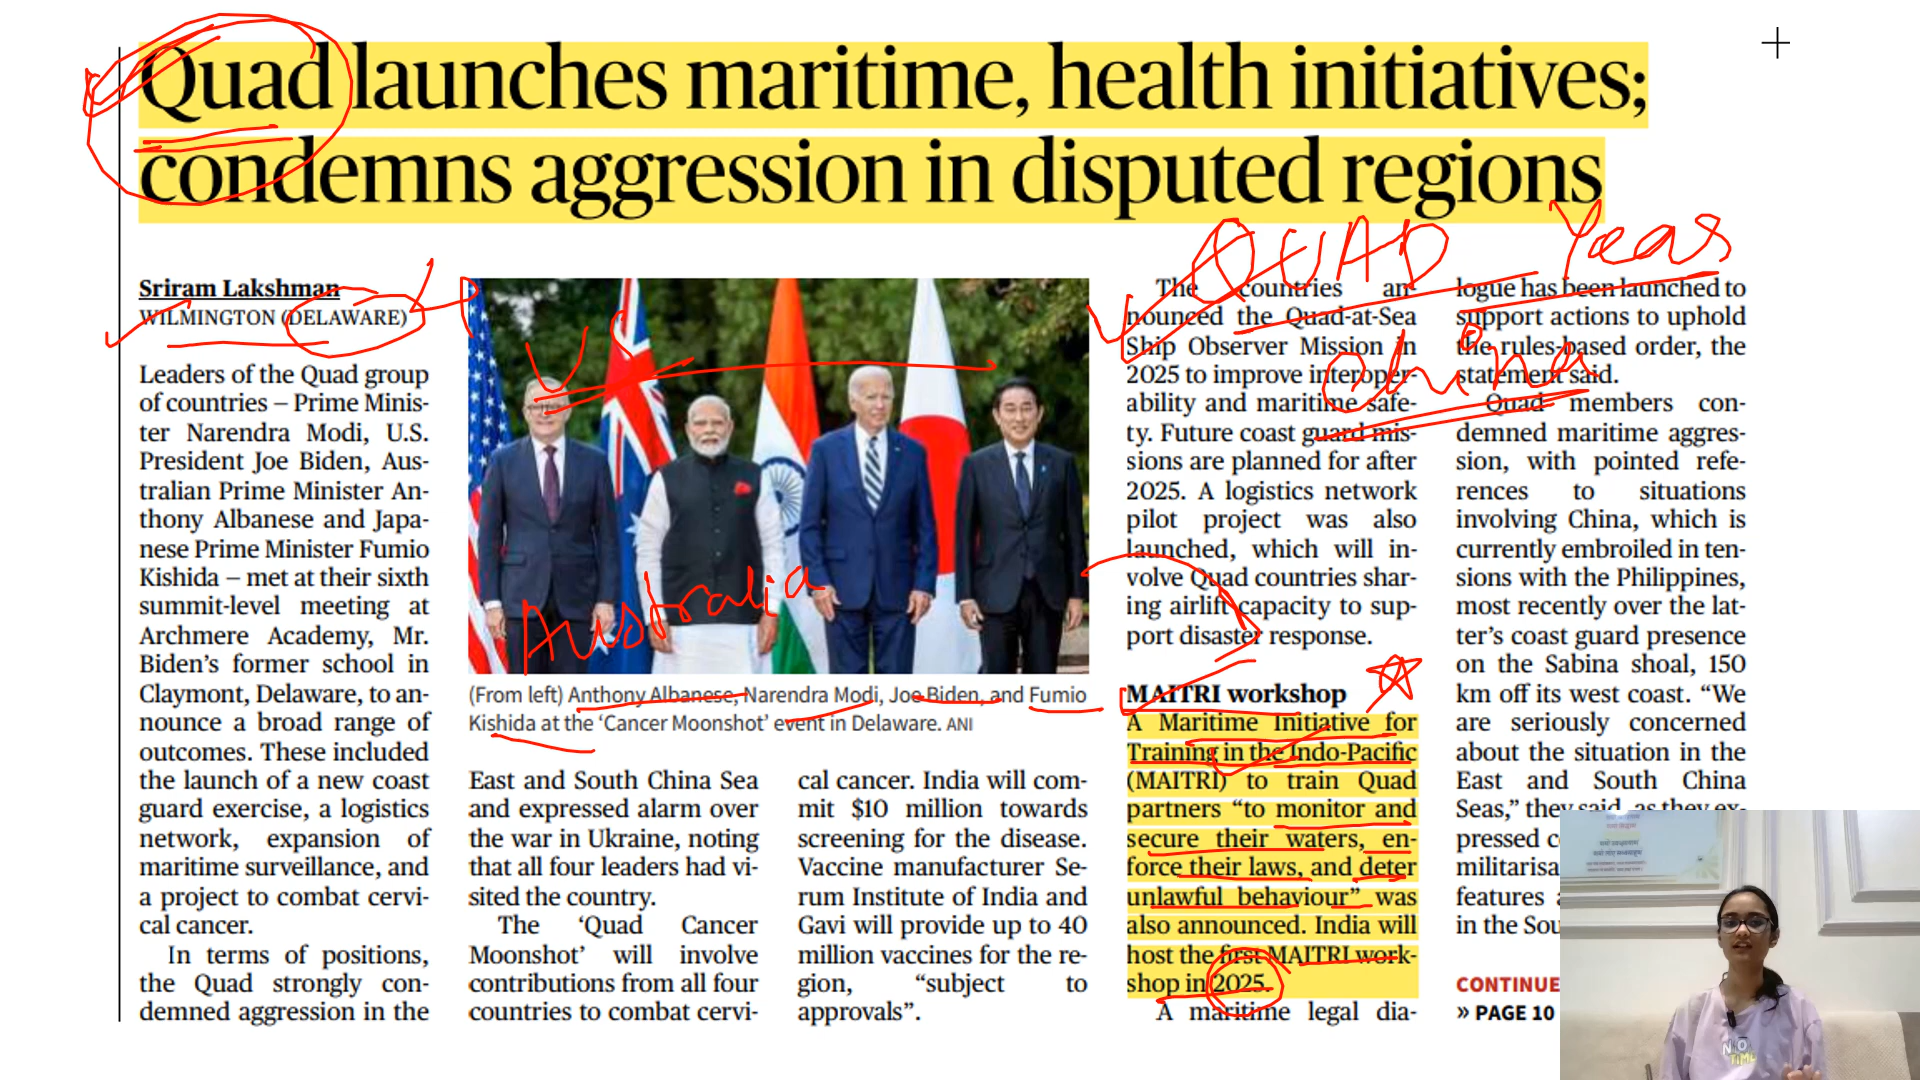 Quad launches maritime, health initiatives;
condemns aggression in disputed regions
Sriram Lakshman
WILMINGTON (DELAWARE)
Leaders of the Quad group
of countries – Prime Minis-
ter Narendra Modi, U.S.
President Joe Biden, Aus-
tralian Prime Minister An-
thony Albanese and Japa-
nese Prime Minister Fumio
Kishida – met at their sixth
summit-level meeting at
Archmere Academy, Mr.
Biden's former school in
Claymont, Delaware, to an-
nounce a broad range of
outcomes. These included
the launch of a new coast
guard exercise, a logistics
network, expansion of
maritime surveillance, and
a project to combat cervi-
cal cancer.
In terms of positions,
the Quad strongly con-
demned aggression in the
US
Australia
(From left) Anthony Albanese, Narendra Modi, Joe Biden, and Fumio
Kishida at the 'Cancer Moonshot' event in Delaware. ANI
East and South China Sea
and expressed alarm over
the war in Ukraine, noting
that all four leaders had vi-
sited the country.
The 'Quad Cancer
Moonshot' will involve
contributions from all four
countries to combat cervi-
cal cancer. India will com-
mit $10 million towards
screening for the disease.
Vaccine manufacturer Se-
rum Institute of India and
Gavi will provide up to 40
million vaccines for the re-
gion, "subject to
approvals".
QUAD
The countries an-
nounced the Quad-at-Sea
Ship Observer Mission in
2025 to improve interoper-
ability and maritime safe-
ty. Future coast guard mis-
sions are planned for after
2025. A logistics network
pilot project was also
launched, which will in-
volve Quad countries shar-
ing airlift capacity to sup-
port disaster response.
MAITRI workshop
A Maritime Initiative for
Training in the Indo-Pacific
(MAITRI) to train Quad
partners "to monitor and
secure their waters, en-
force their laws, and deter
unlawful behaviour" was
also announced. India will
host the first MAITRI work-
shop in 2025.
A maritime legal dia-
China
logue has been launched to
support actions to uphold
the rules-based order, the
statement said.
Quad members con-
demned maritime aggres-
sion, with pointed refe-
rences to situations
involving China, which is
currently embroiled in ten-
sions with the Philippines,
most recently over the lat-
ter's coast guard presence
on the Sabina shoal, 150
km off its west coast. "We
are seriously concerned
about the situation in the
East and South China
Seas," they said, as they ex-
pressed c
militarisa
features
in the Sou
CONTINUE
» PAGE 10
NO
TIME